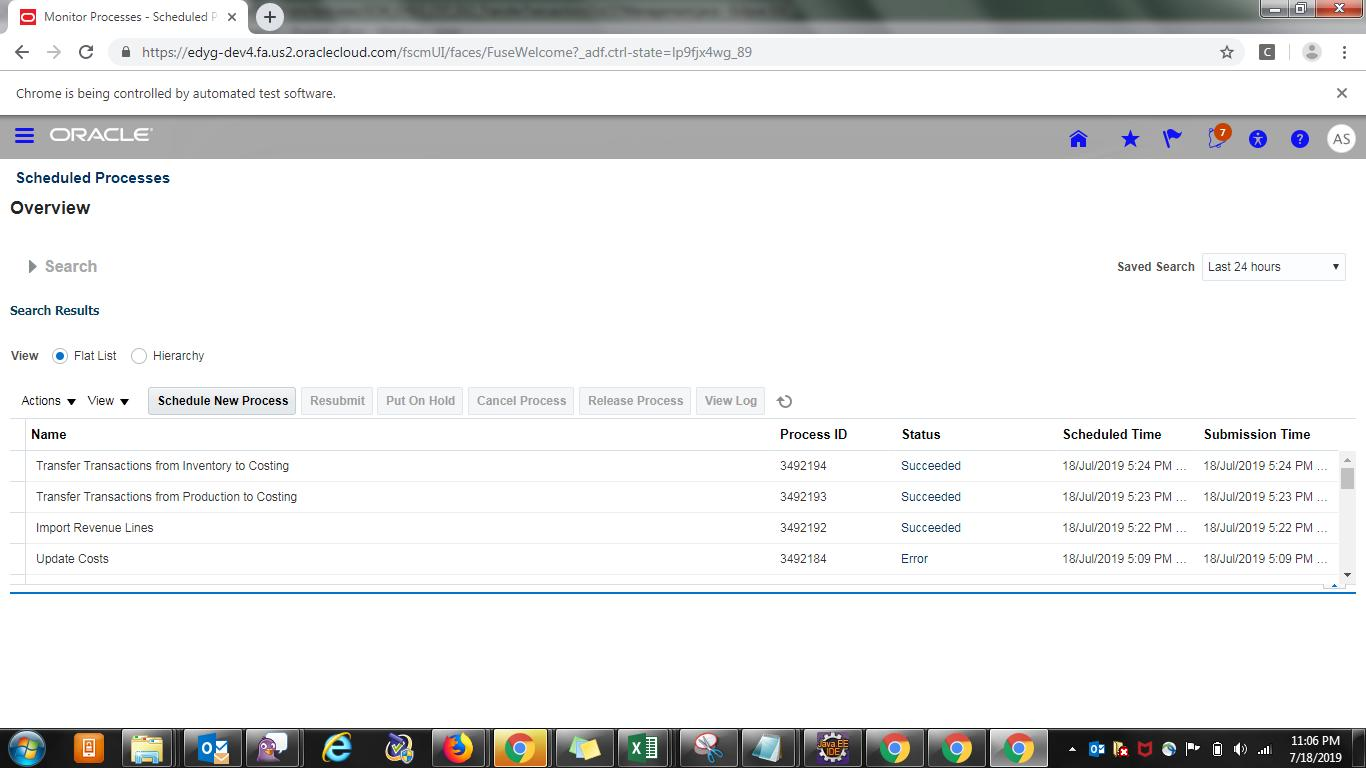 Monitor Processes - Scheduled P
https://edyg-dev4.fa.us2.oraclecloud.com/fscmUI/faces/FuseWelcome?_adf.ctrl-state=lp9fjx4wg_89
C
Chrome is being controlled by automated test software.
ORACLE
7
AS
Scheduled Processes
Overview
Search
Saved Search Last 24 hours
Search Results
View Flat List Hierarchy
Actions View Schedule New Process Resubmit Put On Hold Cancel Process Release Process View Log
Name Process ID Status Scheduled Time Submission Time
Transfer Transactions from Inventory to Costing 3492194 Succeeded 18/Jul/2019 5:24 PM ... 18/Jul/2019 5:24 PM ...
Transfer Transactions from Production to Costing 3492193 Succeeded 18/Jul/2019 5:23 PM ... 18/Jul/2019 5:23 PM ...
Import Revenue Lines 3492192 Succeeded 18/Jul/2019 5:22 PM ... 18/Jul/2019 5:22 PM ...
Update Costs 3492184 Error 18/Jul/2019 5:09 PM ... 18/Jul/2019 5:09 PM ...
Java EE
IDE
11:06 PM
7/18/2019